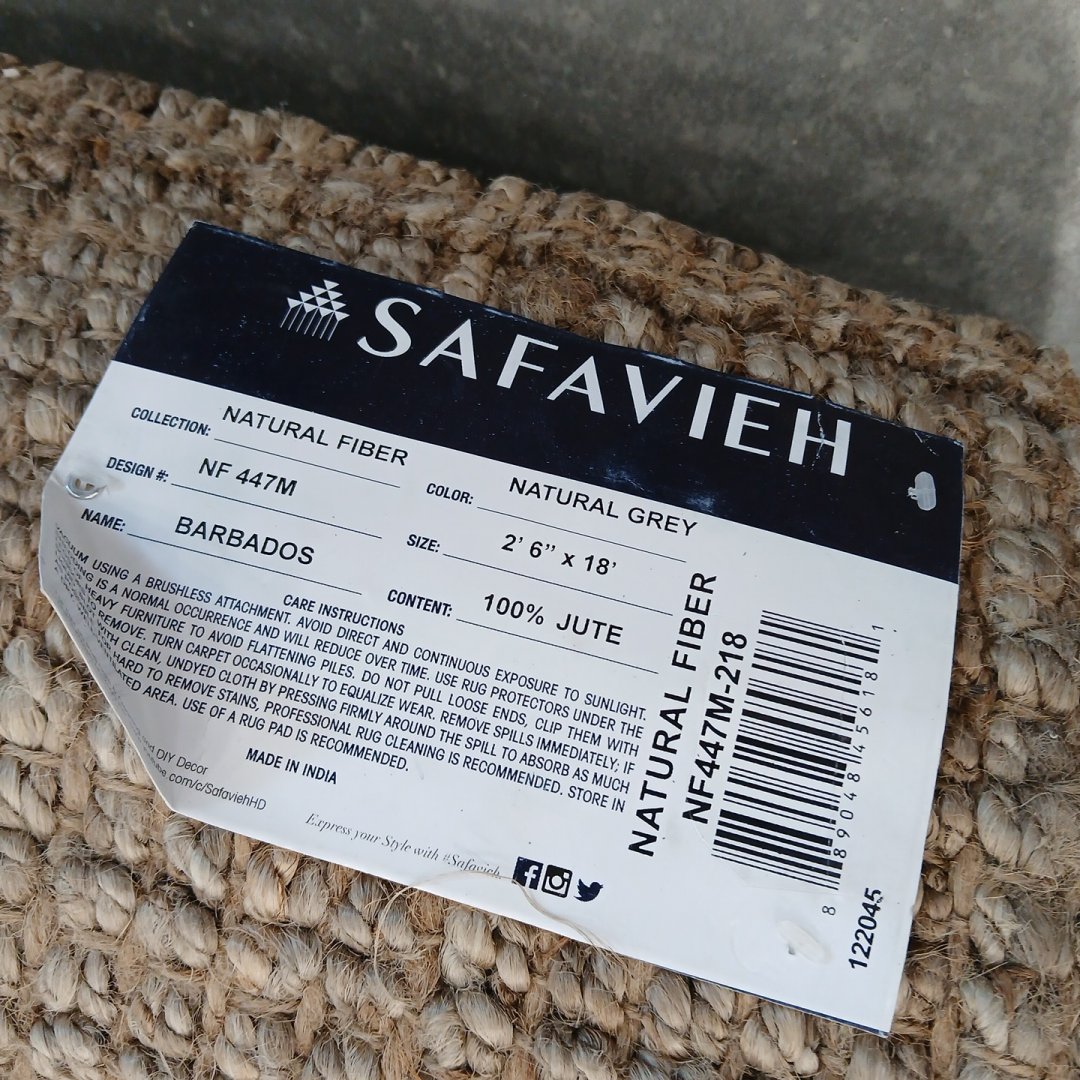 SAFAVIEH
COLLECTION: NATURAL FIBER
DESIGN #: NF 447M
COLOR: NATURAL GREY
NAME: BARBADOS
SIZE: 2' 6" x 18'
CONTENT: 100% JUTE
CARE INSTRUCTIONS
USING A BRUSHLESS ATTACHMENT. AVOID DIRECT AND CONTINUOUS EXPOSURE TO SUNLIGHT.
IS A NORMAL OCCURRENCE AND WILL REDUCE OVER TIME. USE RUG PROTECTORS UNDER THE
HEAVY FURNITURE TO AVOID FLATTENING PILES. DO NOT PULL LOOSE ENDS, CLIP THEM WITH
TO REMOVE. TURN CARPET OCCASIONALLY TO EQUALIZE WEAR. REMOVE SPILLS IMMEDIATELY; IF
WITH CLEAN, UNDYED CLOTH BY PRESSING FIRMLY AROUND THE SPILL TO ABSORB AS MUCH
HARD TO REMOVE STAINS, PROFESSIONAL RUG CLEANING IS RECOMMENDED. STORE IN
AREA. USE OF A RUG PAD IS RECOMMENDED.
MADE IN INDIA
and DIY Decor
.com/c/SafaviehHD
Express your Style with #Safavieh
NATURAL FIBER
NF447M-218
8 89048 14561 8 1
122045